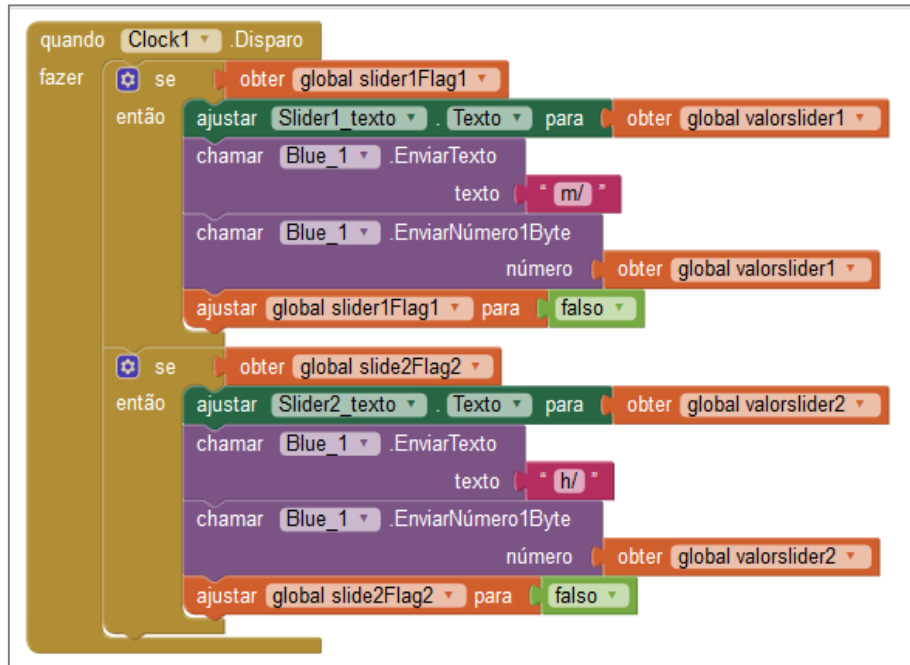 quando Clock1 .Disparo
fazer se obter global slider1Flag1
então ajustar Slider1_texto . Texto para obter global valorslider1
chamar Blue_1 .EnviarTexto
texto “ m/ ”
chamar Blue_1 .EnviarNúmero1Byte
número obter global valorslider1
ajustar global slider1Flag1 para falso
se obter global slide2Flag2
então ajustar Slider2_texto . Texto para obter global valorslider2
chamar Blue_1 .EnviarTexto
texto “ h/ ”
chamar Blue_1 .EnviarNúmero1Byte
número obter global valorslider2
ajustar global slide2Flag2 para falso